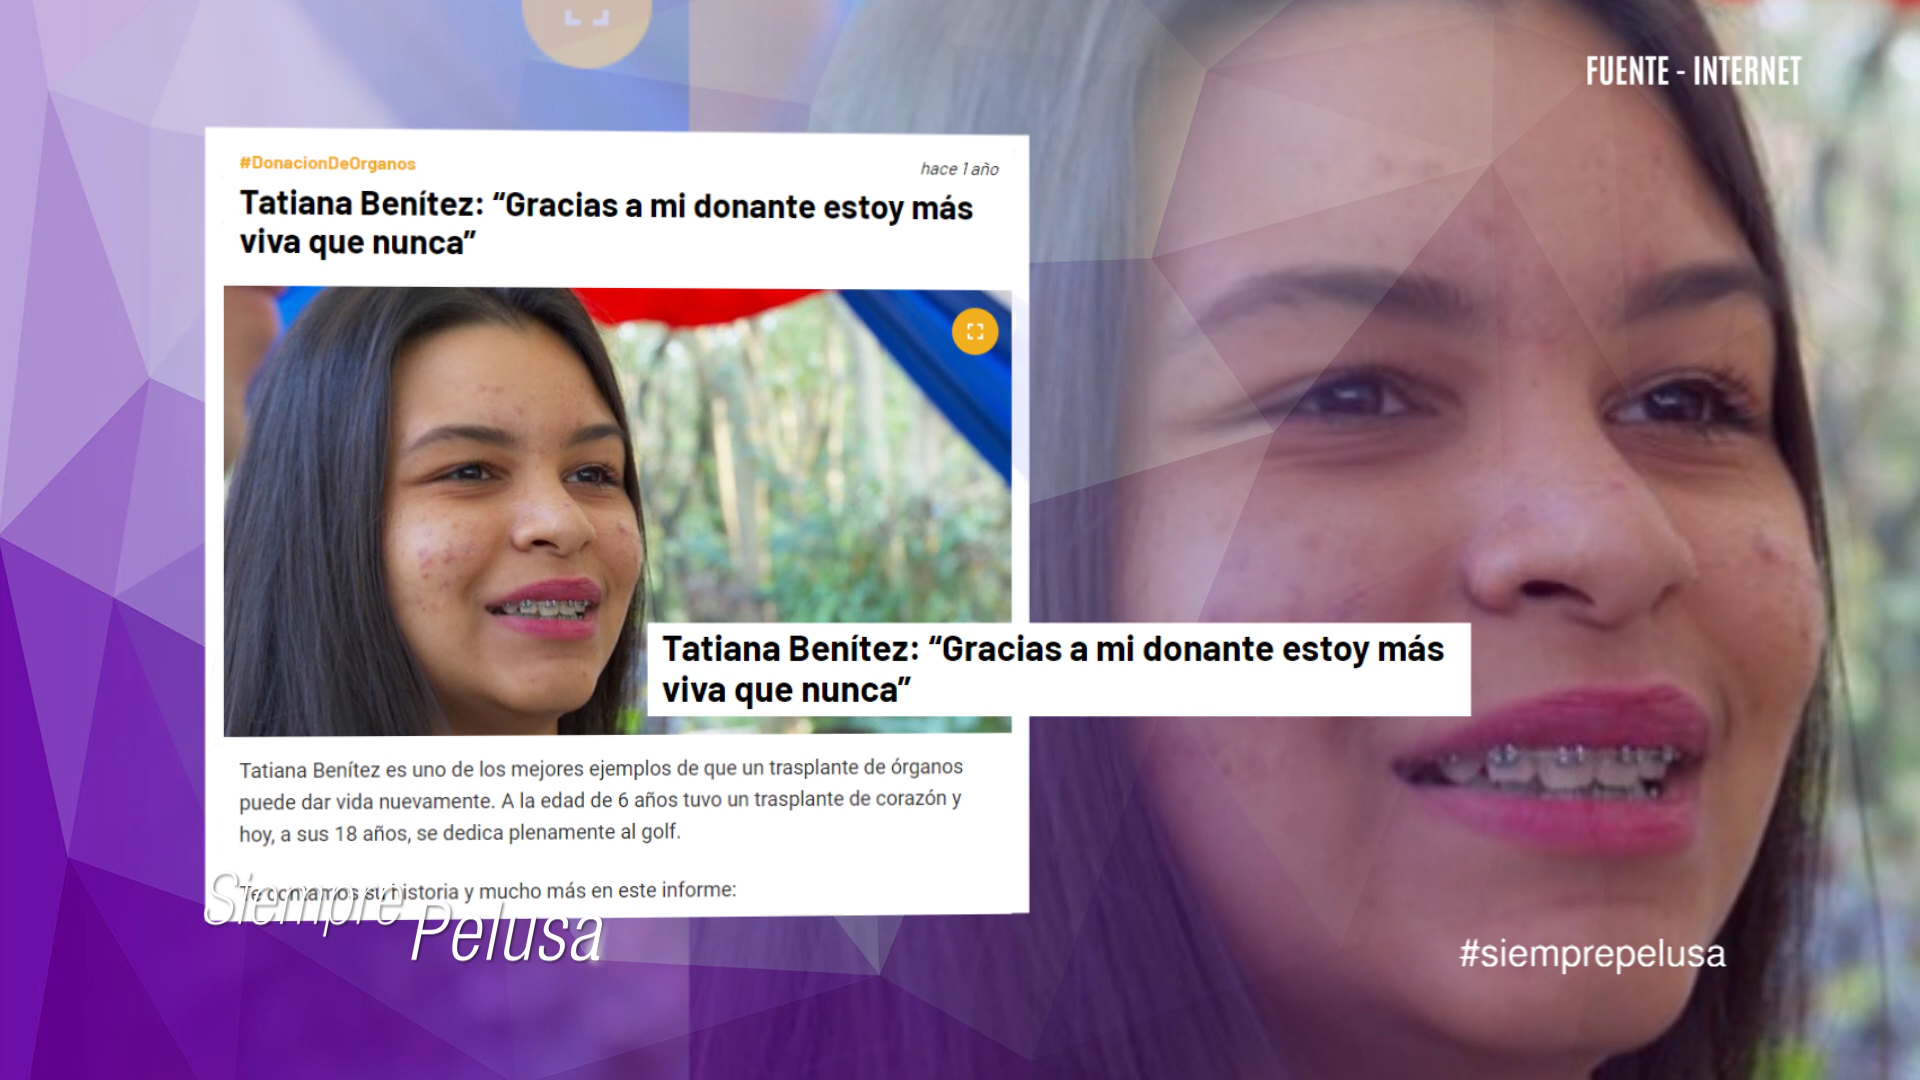 FUENTE - INTERNET
#DonacionDeOrganos
hace 1 año
Tatiana Benítez: “Gracias a mi donante estoy más
viva que nunca”
Tatiana Benítez: “Gracias a mi donante estoy más
viva que nunca”
Tatiana Benítez es uno de los mejores ejemplos de que un trasplante de órganos
puede dar vida nuevamente. A la edad de 6 años tuvo un trasplante de corazón y
hoy, a sus 18 años, se dedica plenamente al golf.
Te contamos su historia y mucho más en este informe:
Siempre
Pelusa
#siemprepelusa